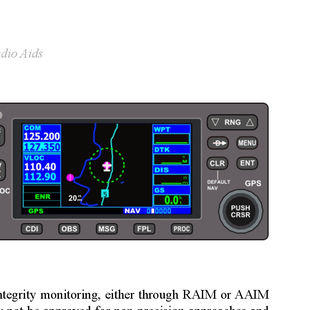 dio Aids
COM
125.200
127.350
VLOC
110.40
112.90
ENR
GPS
20
NAV
WPT
DTK
DIS
GS
0.0
RNG
MENU
CLR
ENT
DEFAULT
NAV
GPS
PUSH
CRSR
OC
CDI
OBS
MSG
FPL
PROC
ntegrity monitoring, either through RAIM or AAIM